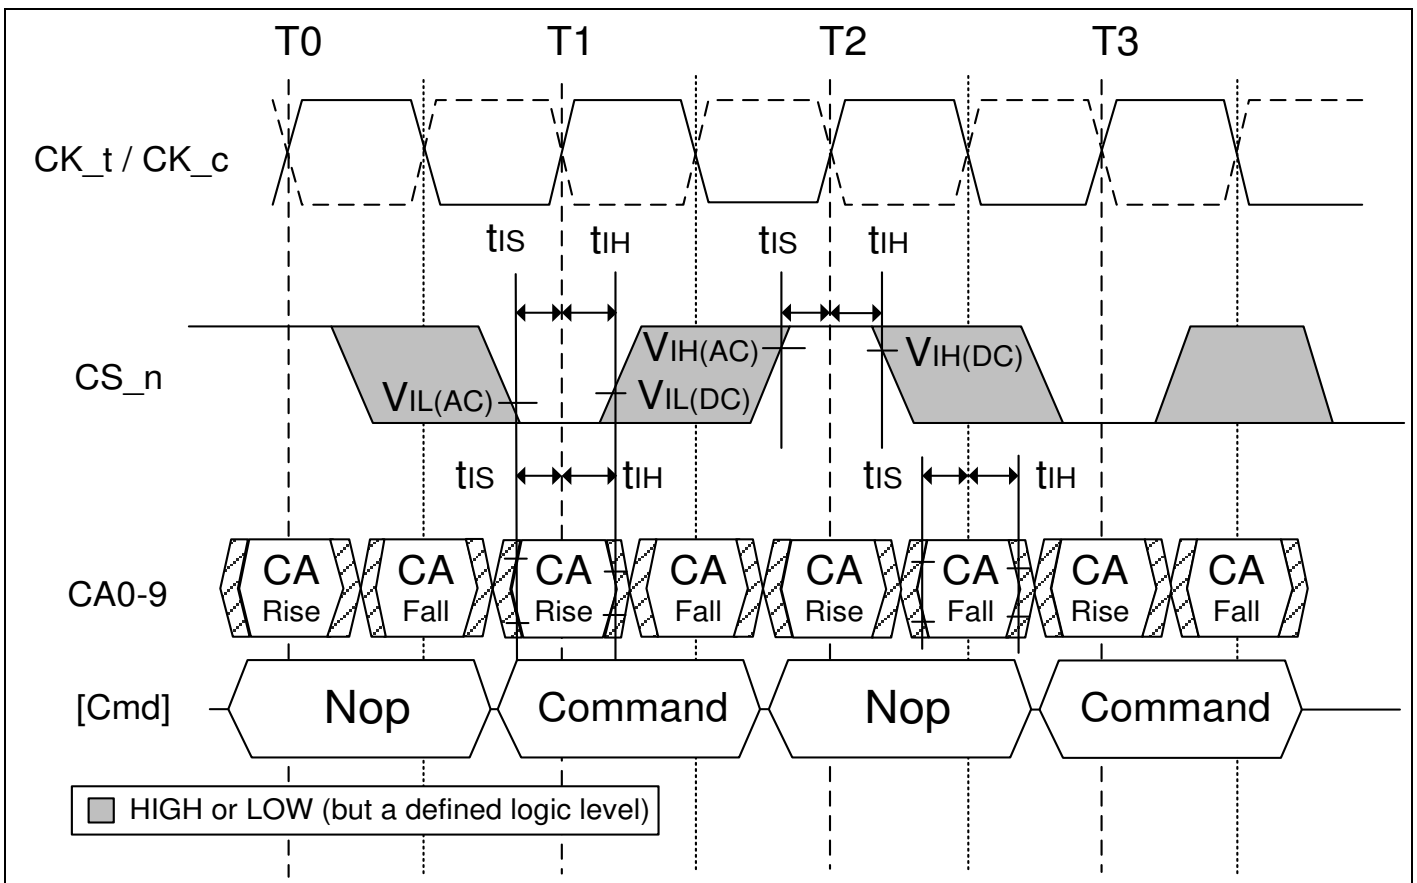 T0 T1 T2 T3
CK_t / CK_c
tIS tIH tIS tIH
CS_n
VIL(AC)
VIH(AC)
VIL(DC)
VIH(DC)
tIS tIH tIS tIH
CA0-9
CA Rise
CA Fall
CA Rise
CA Fall
CA Rise
CA Fall
CA Rise
CA Fall
[Cmd] Nop Command Nop Command
HIGH or LOW (but a defined logic level)